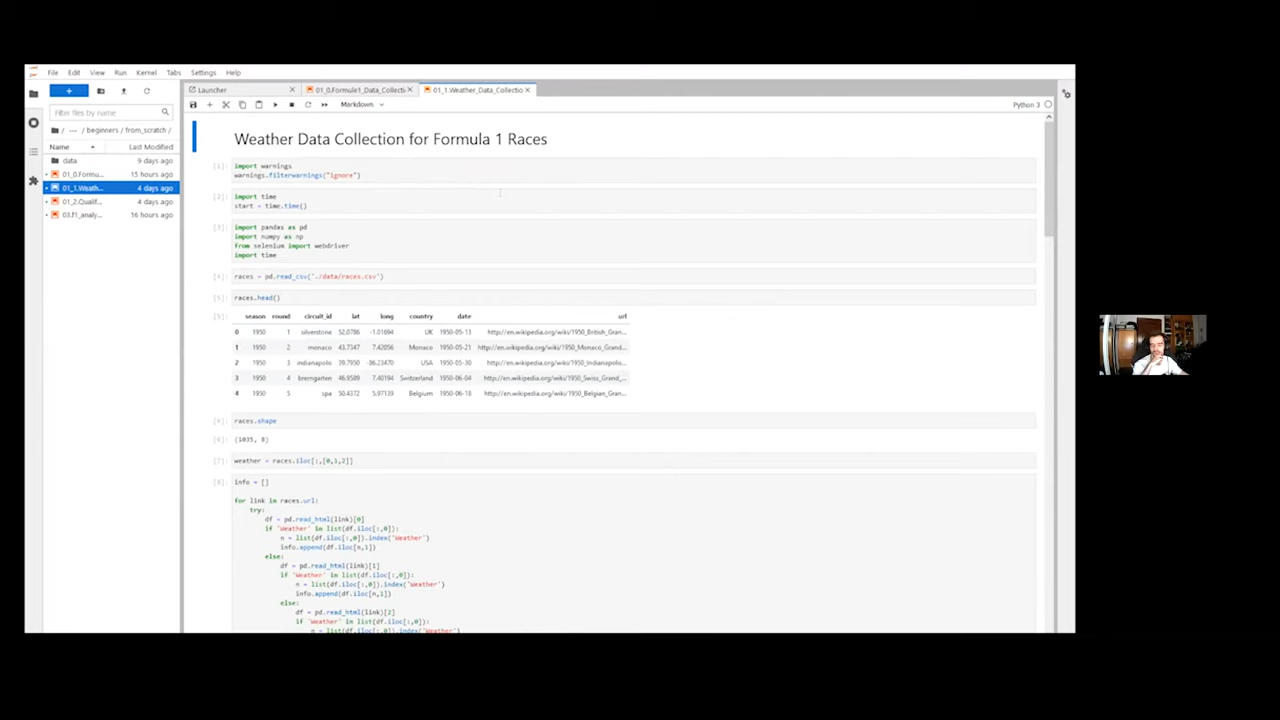 File Edit View Run Kernel Tabs Settings Help
Launcher
01_0.Formule1_Data_Collecti
01_1.Weather_Data_Collectio
Filter files by name
Markdown
Python 3
/ ··· / beginners / from_scratch /
Name
Last Modified
data
9 days ago
01_0.Formu...
15 hours ago
01_1.Weath...
4 days ago
01_2.Qualif...
4 days ago
03.f1_analy...
16 hours ago
Weather Data Collection for Formula 1 Races
[1]: import warnings
warnings.filterwarnings("ignore")
[2]: import time
start = time.time()
[3]: import pandas as pd
import numpy as np
from selenium import webdriver
import time
[4]: races = pd.read_csv('./data/races.csv')
[5]: races.head()
[5]: season round circuit_id lat long country date url
0 1950 1 silverstone 52.0786 -1.01694 UK 1950-05-13 http://en.wikipedia.org/wiki/1950_British_Gran...
1 1950 2 monaco 43.7347 7.42056 Monaco 1950-05-21 http://en.wikipedia.org/wiki/1950_Monaco_Grand...
2 1950 3 indianapolis 39.7950 -86.23470 USA 1950-05-30 http://en.wikipedia.org/wiki/1950_Indianapolis...
3 1950 4 bremgarten 46.9589 7.40194 Switzerland 1950-06-04 http://en.wikipedia.org/wiki/1950_Swiss_Grand_...
4 1950 5 spa 50.4372 5.97139 Belgium 1950-06-18 http://en.wikipedia.org/wiki/1950_Belgian_Gran...
[6]: races.shape
[6]: (1035, 8)
[7]: weather = races.iloc[:,[0,1,2]]
[8]: info = []
for link in races.url:
try:
df = pd.read_html(link)[0]
if 'Weather' in list(df.iloc[:,0]):
n = list(df.iloc[:,0]).index('Weather')
info.append(df.iloc[n,1])
else:
df = pd.read_html(link)[1]
if 'Weather' in list(df.iloc[:,0]):
n = list(df.iloc[:,0]).index('Weather')
info.append(df.iloc[n,1])
else:
df = pd.read_html(link)[2]
if 'Weather' in list(df.iloc[:,0]):
n = list(df.iloc[:,0]).index('Weather')